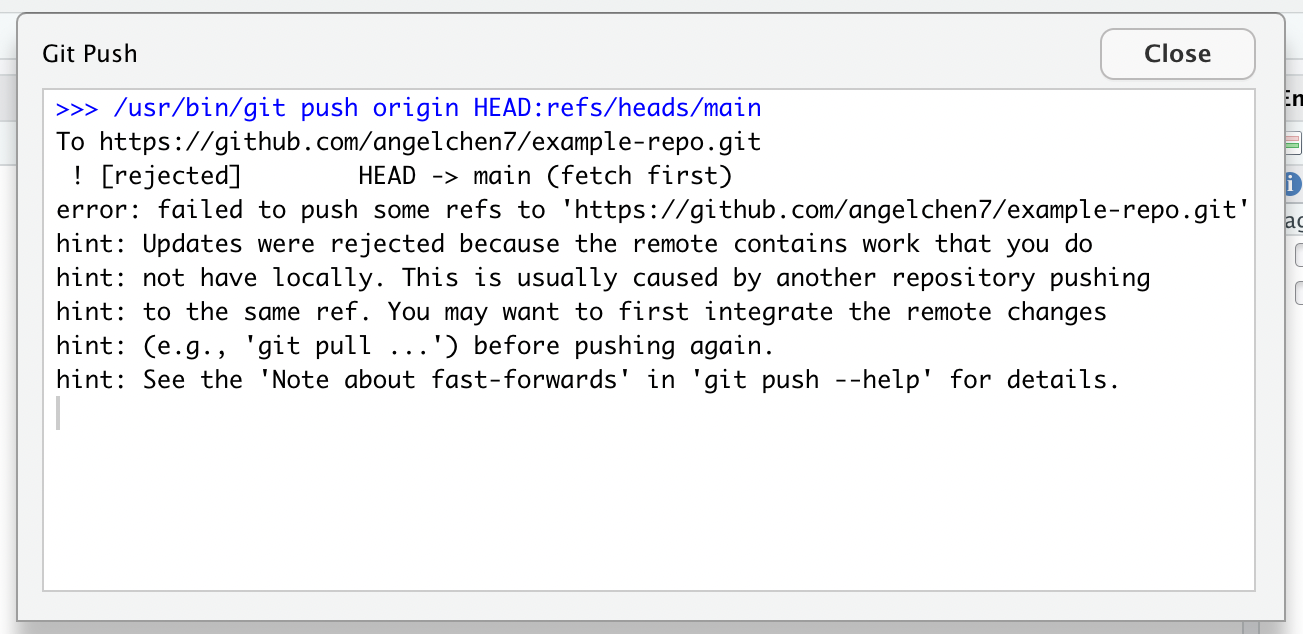 Git Push
Close
>>> /usr/bin/git push origin HEAD:refs/heads/main
To https://github.com/angelchen7/example-repo.git
 ! [rejected]        HEAD -> main (fetch first)
error: failed to push some refs to 'https://github.com/angelchen7/example-repo.git'
hint: Updates were rejected because the remote contains work that you do
hint: not have locally. This is usually caused by another repository pushing
hint: to the same ref. You may want to first integrate the remote changes
hint: (e.g., 'git pull ...') before pushing again.
hint: See the 'Note about fast-forwards' in 'git push --help' for details.